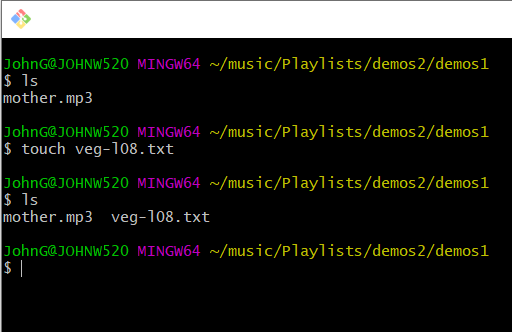 JohnG@JOHNW520 MINGW64 ~/music/Playlists/demos2/demos1
$ ls
mother.mp3
JohnG@JOHNW520 MINGW64 ~/music/Playlists/demos2/demos1
$ touch veg-l08.txt
JohnG@JOHNW520 MINGW64 ~/music/Playlists/demos2/demos1
$ ls
mother.mp3  veg-l08.txt
JohnG@JOHNW520 MINGW64 ~/music/Playlists/demos2/demos1
$